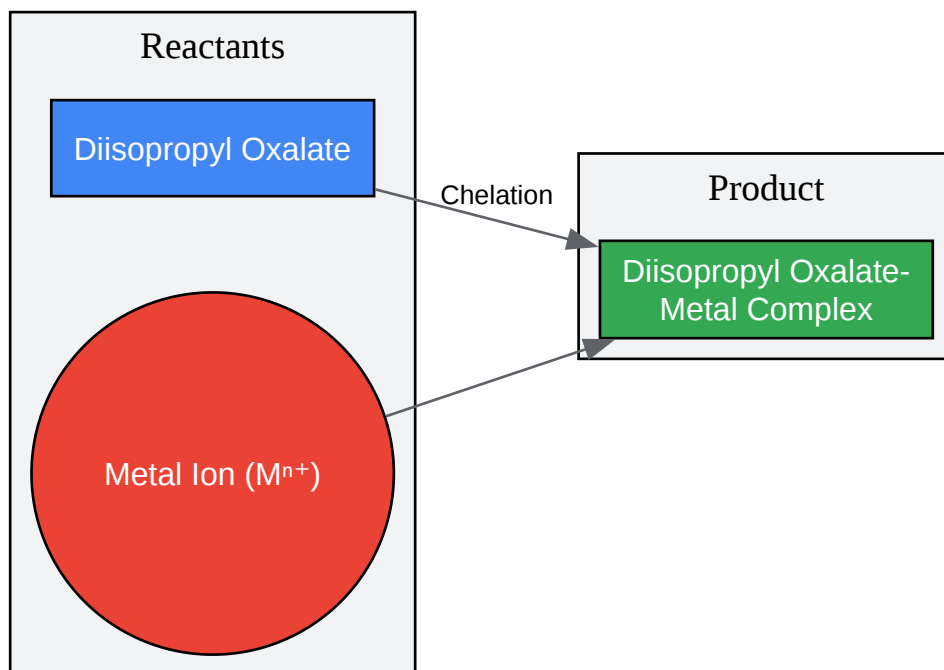 Reactants
Diisopropyl Oxalate
Chelation
Product
Diisopropyl Oxalate-
Metal Complex
Metal Ion (Mⁿ⁺)